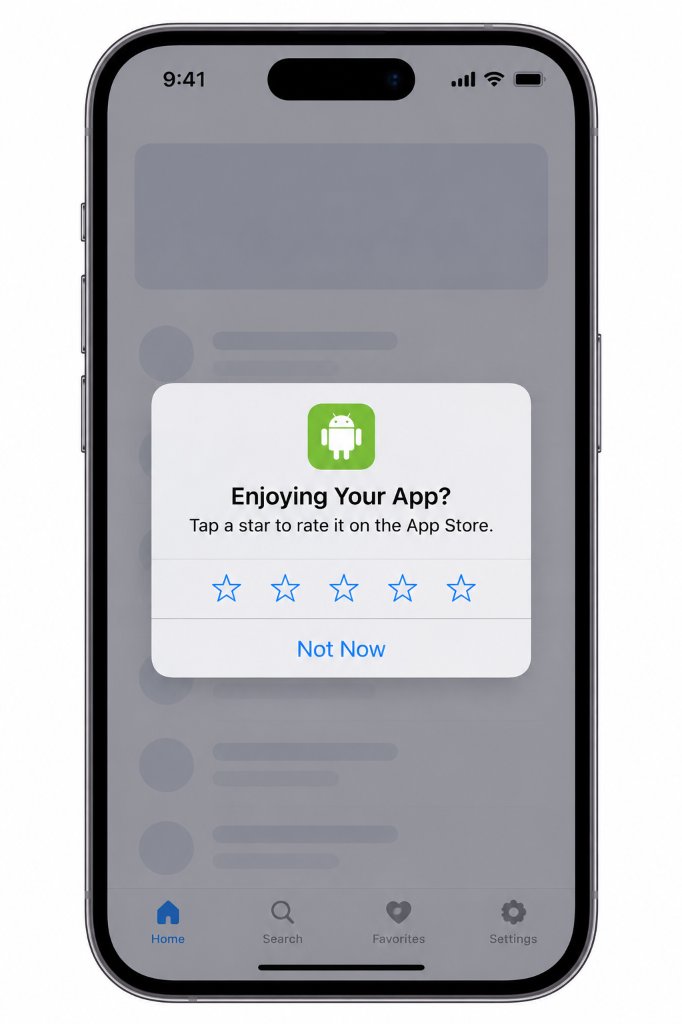 9:41
Enjoying Your App?
Tap a star to rate it on the App Store.
Not Now
Home
Search
Favorites
Settings